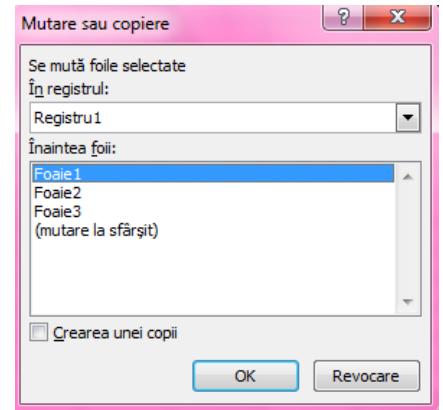 Mutare sau copiere
Se mută foile selectate
În registrul:
Registru1
Înaintea foii:
Foaie1
Foaie2
Foaie3
(mutare la sfârşit)
Crearea unei copii
OK
Revocare